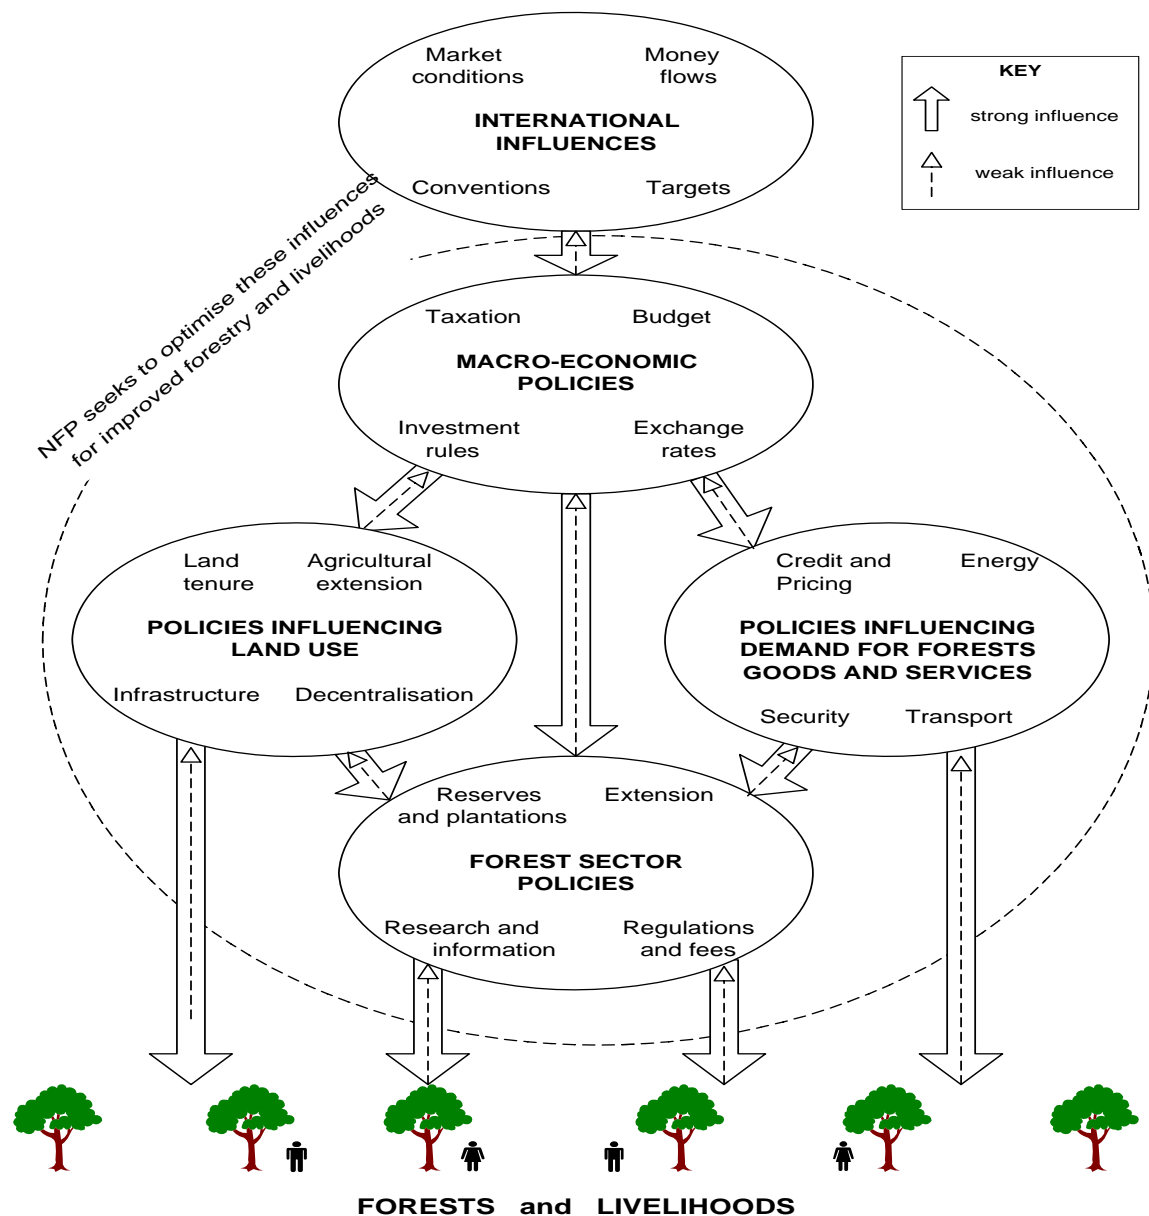 Market
conditions
Money
flows
INTERNATIONAL
INFLUENCES
Conventions
Targets
KEY
strong influence
weak influence
NFP seeks to optimise these influences
for improved forestry and livelihoods
Taxation
Budget
MACRO-ECONOMIC
POLICIES
Investment
rules
Exchange
rates
Land
tenure
Agricultural
extension
POLICIES INFLUENCING
LAND USE
Infrastructure
Decentralisation
Credit and
Pricing
Energy
POLICIES INFLUENCING
DEMAND FOR FORESTS
GOODS AND SERVICES
Security
Transport
Reserves
and plantations
Extension
FOREST SECTOR
POLICIES
Research and
information
Regulations
and fees
FORESTS and LIVELIHOODS